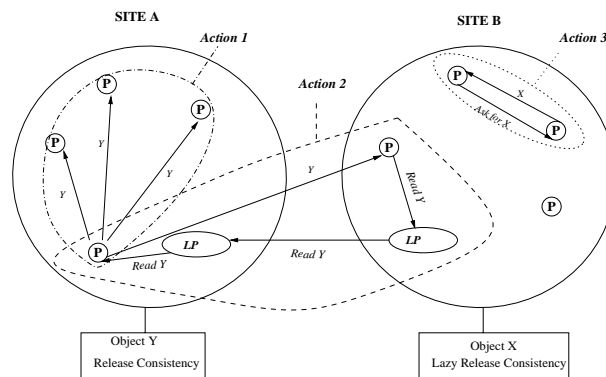 SITE A
SITE B
Action 1
Action 3
Action 2
P
P
P
P
Y
Y
Y
Y
P
P
X
Ask for X
P
P
Read Y
P
LP
LP
Read Y
Read Y
Object Y
Release Consistency
Object X
Lazy Release Consistency